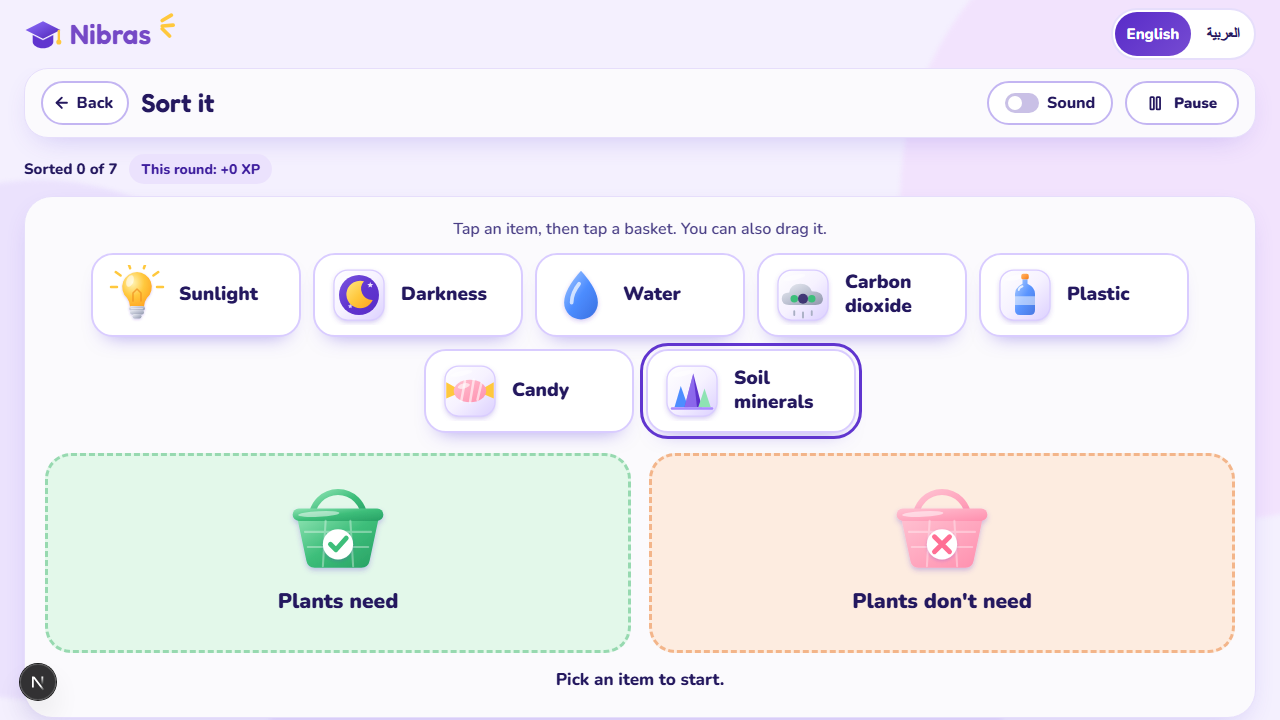 Nibras
English
العربية
Back
Sort it
Sound
Pause
Sorted 0 of 7
This round: +0 XP
Tap an item, then tap a basket. You can also drag it.
Sunlight
Darkness
Water
Carbon
dioxide
Plastic
Candy
Soil
minerals
Plants need
Plants don't need
Pick an item to start.
N